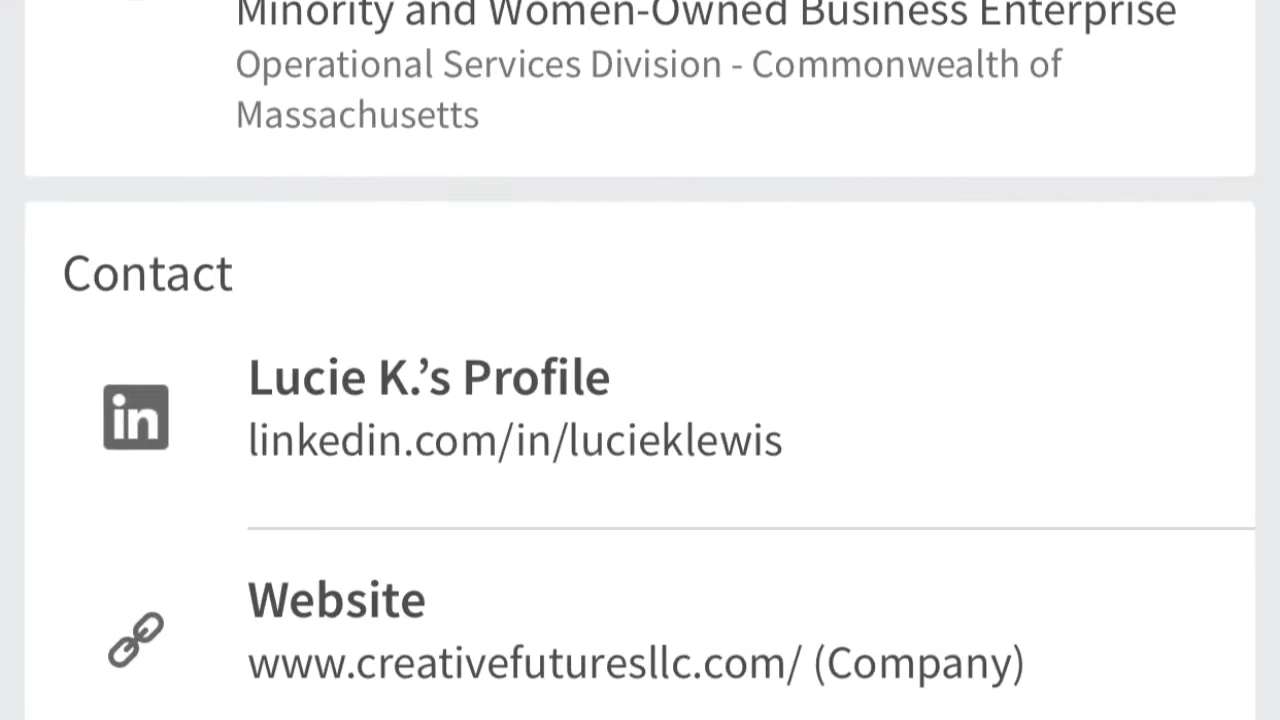 Minority and Women-Owned Business Enterprise
Operational Services Division - Commonwealth of
Massachusetts
Contact
in
Lucie K.’s Profile
linkedin.com/in/lucieklewis
Website
www.creativefuturesllc.com/ (Company)